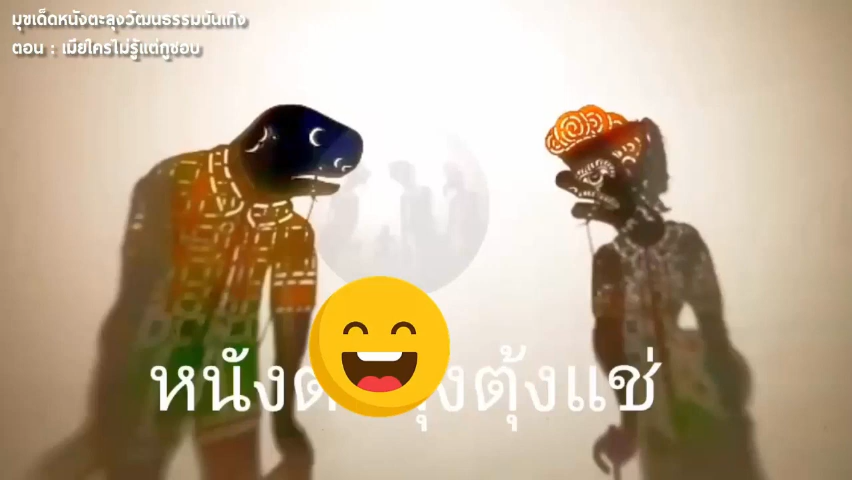 มุขเด็ดหนังตะลุงวัฒนธรรมบันเทิง
ตอน : เมียใครไม่รู้แต่กูชอบ
หนังต ุงตุ้งแช่